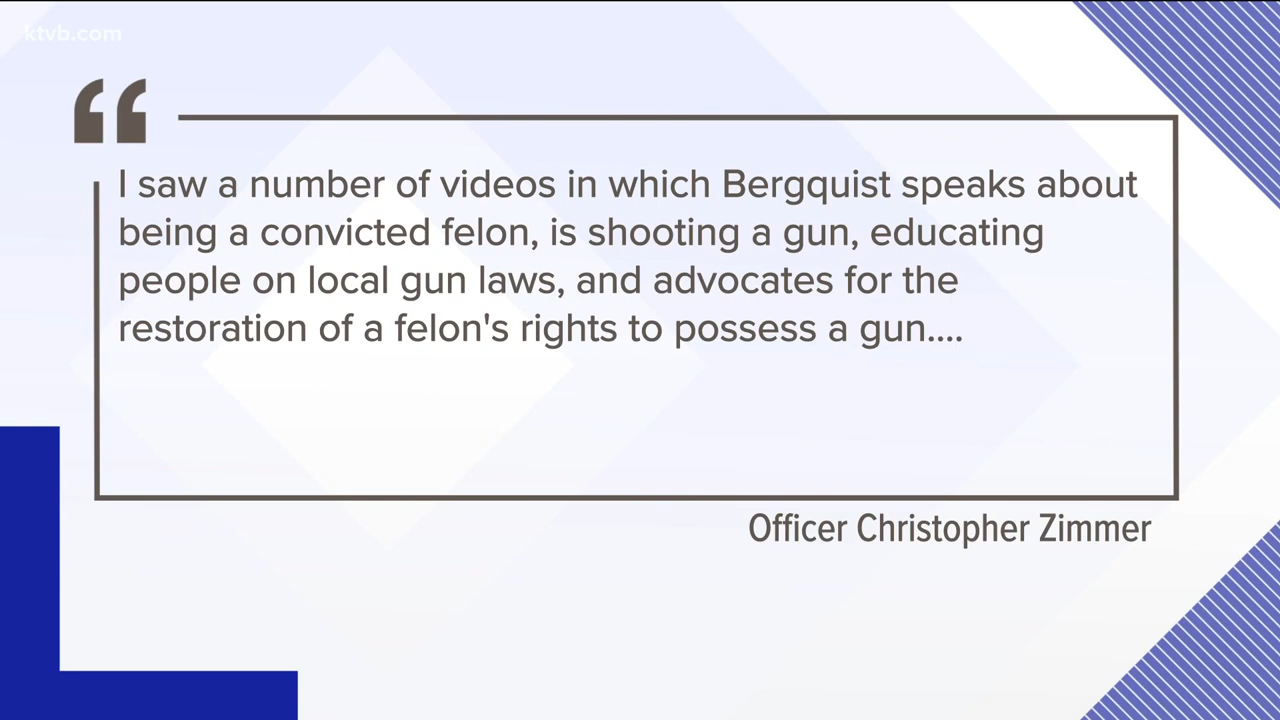 ktvb.com
“
I saw a number of videos in which Bergquist speaks about
being a convicted felon, is shooting a gun, educating
people on local gun laws, and advocates for the
restoration of a felon's rights to possess a gun....
Officer Christopher Zimmer